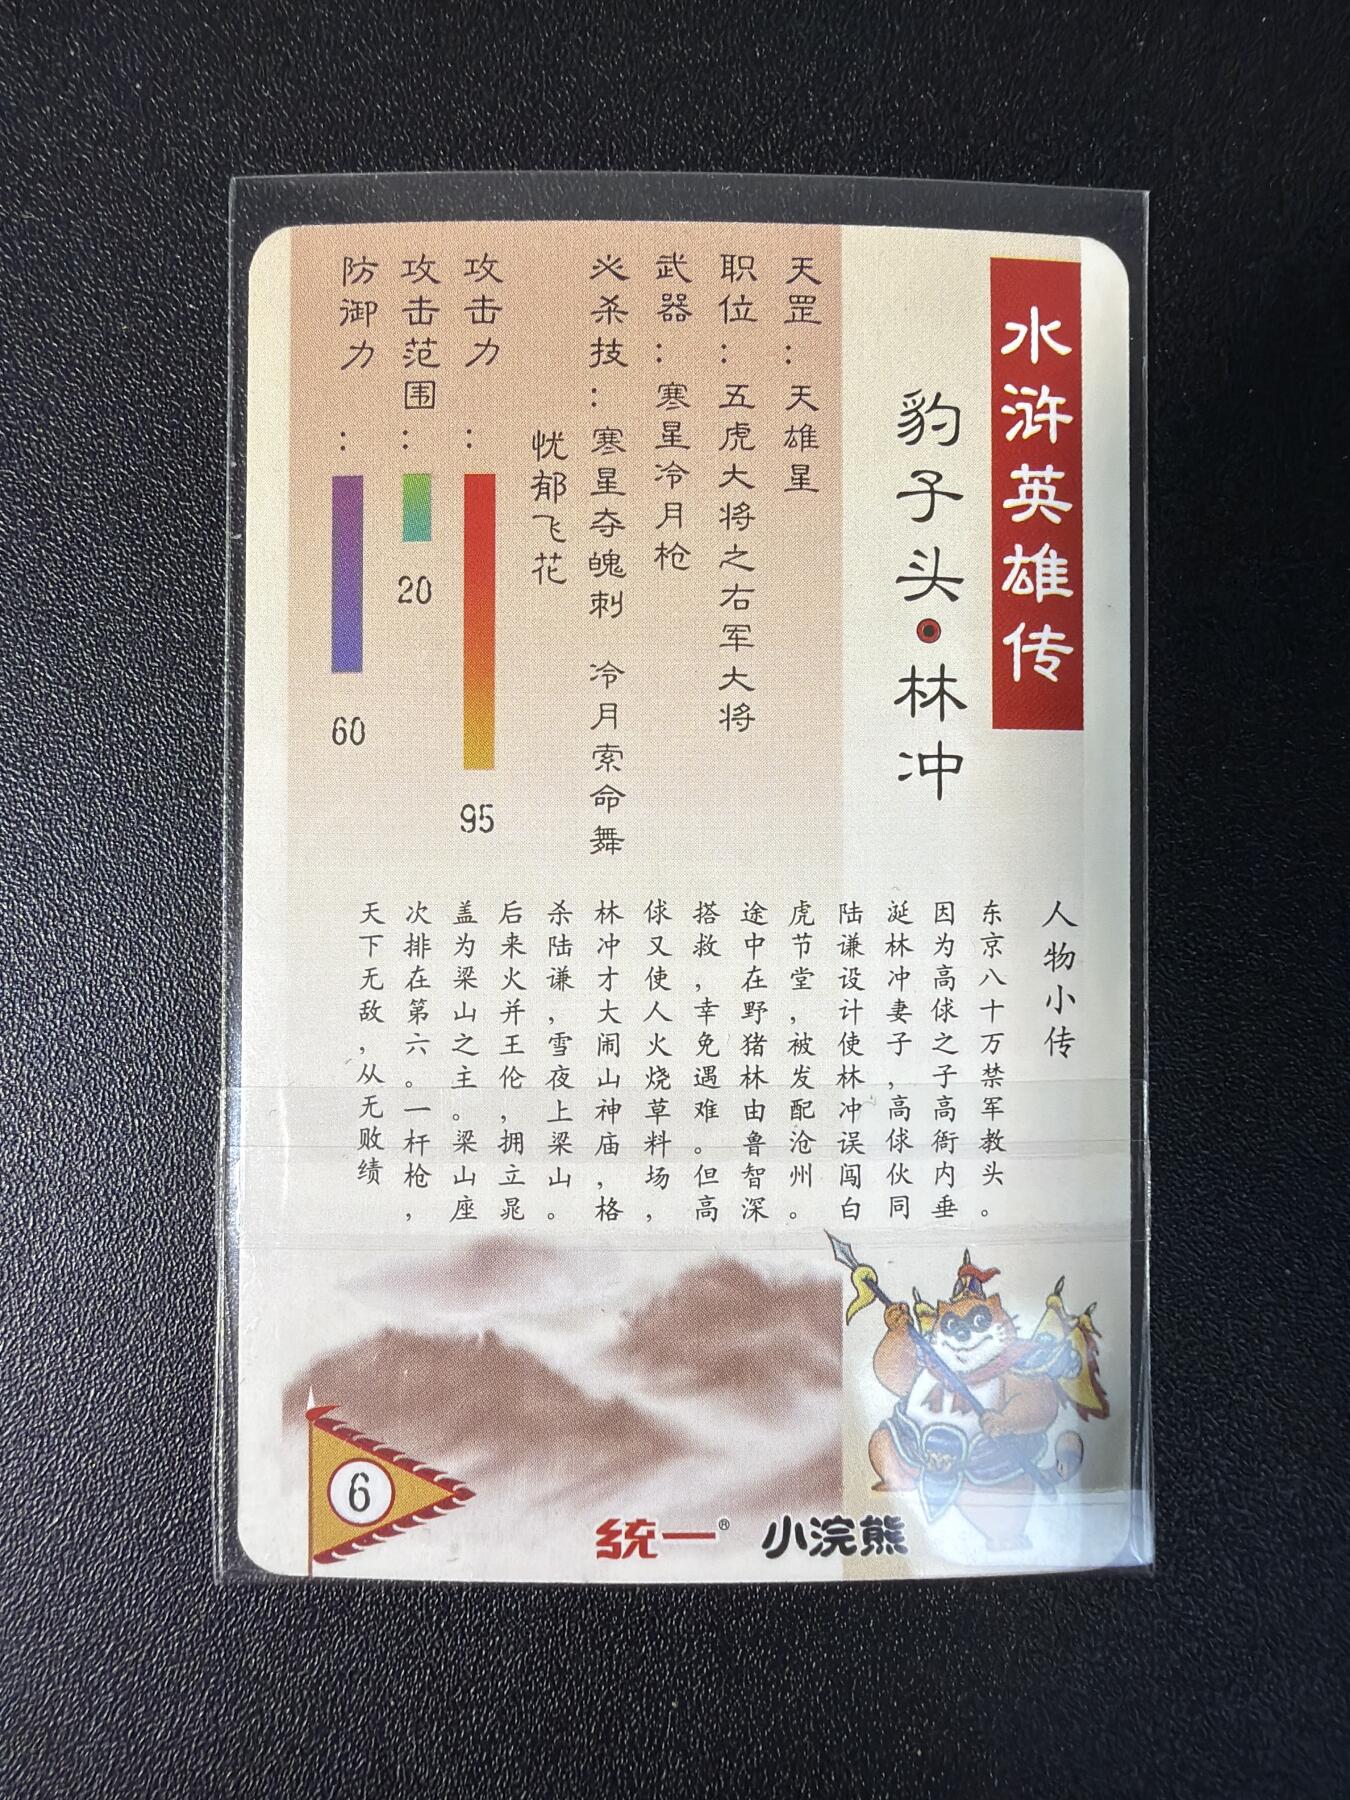 水浒英雄传
豹子头·林冲
天罡：天雄星
职位：五虎大将之右军大将
武器：寒星冷月枪
必杀技：寒星夺魄刺 冷月索命舞
忧郁飞花
攻击力：95
攻击范围：20
防御力：60
人物小传
东京八十万禁军教头。
因为高俅之子高衙内垂
涎林冲妻子，高俅伙同
陆谦设计使林冲误闯白
虎节堂，被发配沧州。
途中在野猪林由鲁智深
搭救，幸免遇难。但高
俅又使人火烧草料场，
林冲才大闹山神庙，格
杀陆谦，雪夜上梁山。
后来火并王伦，拥立晁
盖为梁山之主。梁山座
次排在第六。一杆枪，
天下无敌，从无败绩
6
統一® 小浣熊